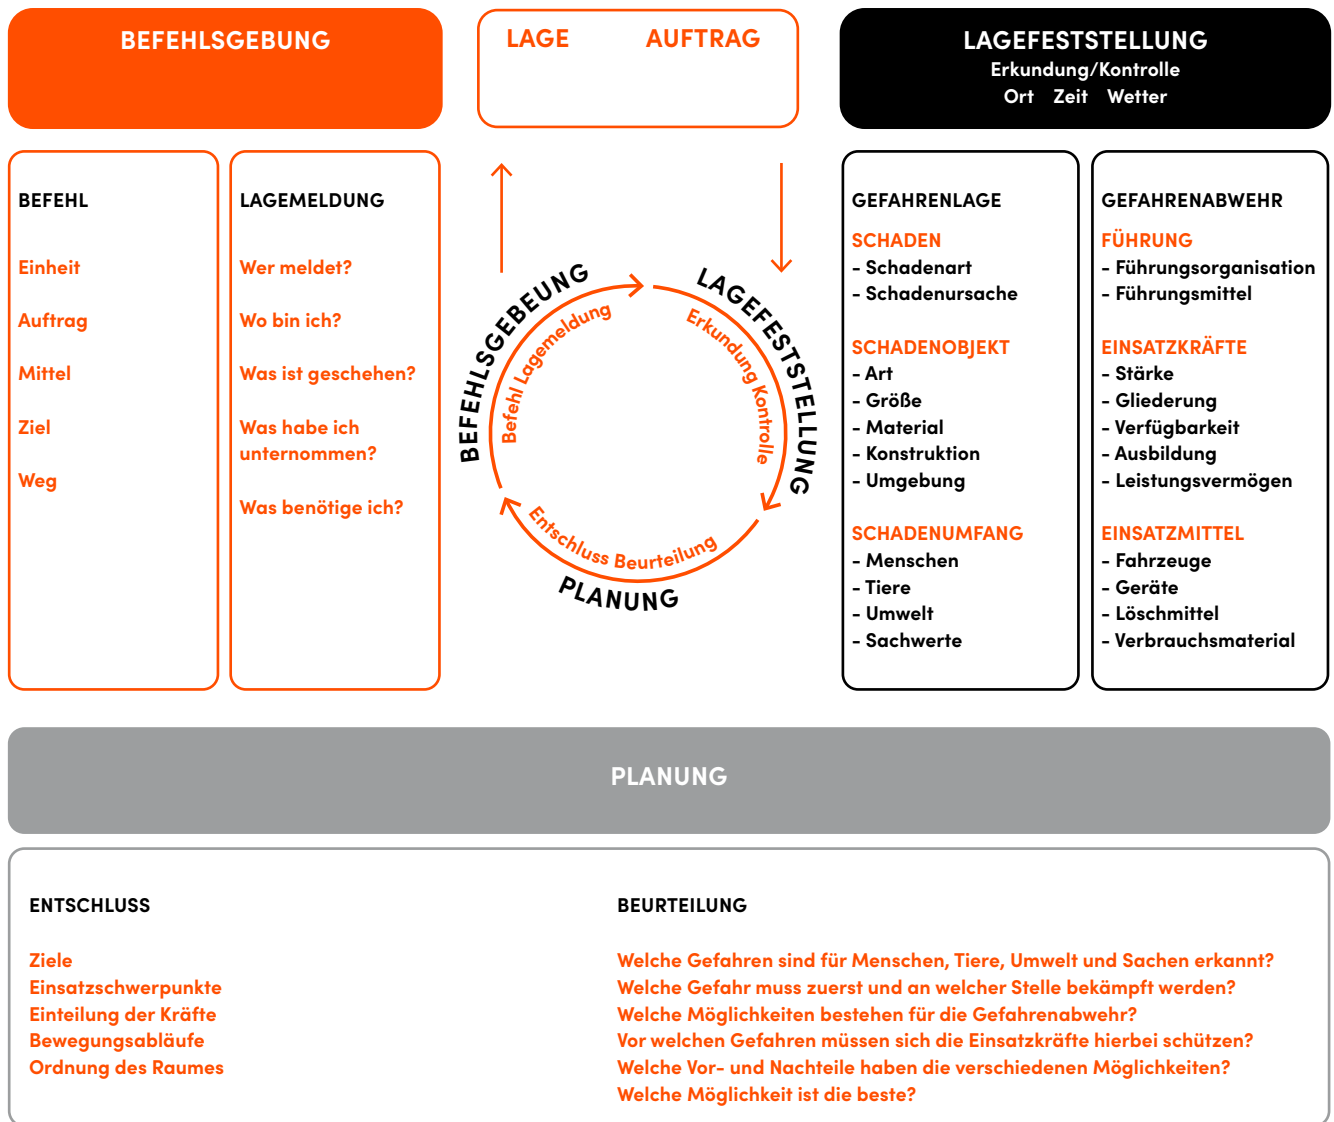 BEFEHLSGEBUNG
LAGE AUFTRAG
LAGEFESTSTELLUNG
Erkundung/Kontrolle
Ort Zeit Wetter
BEFEHL
Einheit
Auftrag
Mittel
Ziel
Weg
LAGEMELDUNG
Wer meldet?
Wo bin ich?
Was ist geschehen?
Was habe ich
unternommen?
Was benötige ich?
BEFEHLSGEBEUNG
Befehl Lagemeldung
LAGEFESTSTELLUNG
Erkundung Kontrolle
Entschluss Beurteilung
PLANUNG
GEFAHRENLAGE
SCHADEN
- Schadenart
- Schadenursache
SCHADENOBJEKT
- Art
- Größe
- Material
- Konstruktion
- Umgebung
SCHADENUMFANG
- Menschen
- Tiere
- Umwelt
- Sachwerte
GEFAHRENABWEHR
FÜHRUNG
- Führungsorganisation
- Führungsmittel
EINSATZKRÄFTE
- Stärke
- Gliederung
- Verfügbarkeit
- Ausbildung
- Leistungsvermögen
EINSATZMITTEL
- Fahrzeuge
- Geräte
- Löschmittel
- Verbrauchsmaterial
PLANUNG
ENTSCHLUSS
Ziele
Einsatzschwerpunkte
Einteilung der Kräfte
Bewegungsabläufe
Ordnung des Raumes
BEURTEILUNG
Welche Gefahren sind für Menschen, Tiere, Umwelt und Sachen erkannt?
Welche Gefahr muss zuerst und an welcher Stelle bekämpft werden?
Welche Möglichkeiten bestehen für die Gefahrenabwehr?
Vor welchen Gefahren müssen sich die Einsatzkräfte hierbei schützen?
Welche Vor- und Nachteile haben die verschiedenen Möglichkeiten?
Welche Möglichkeit ist die beste?